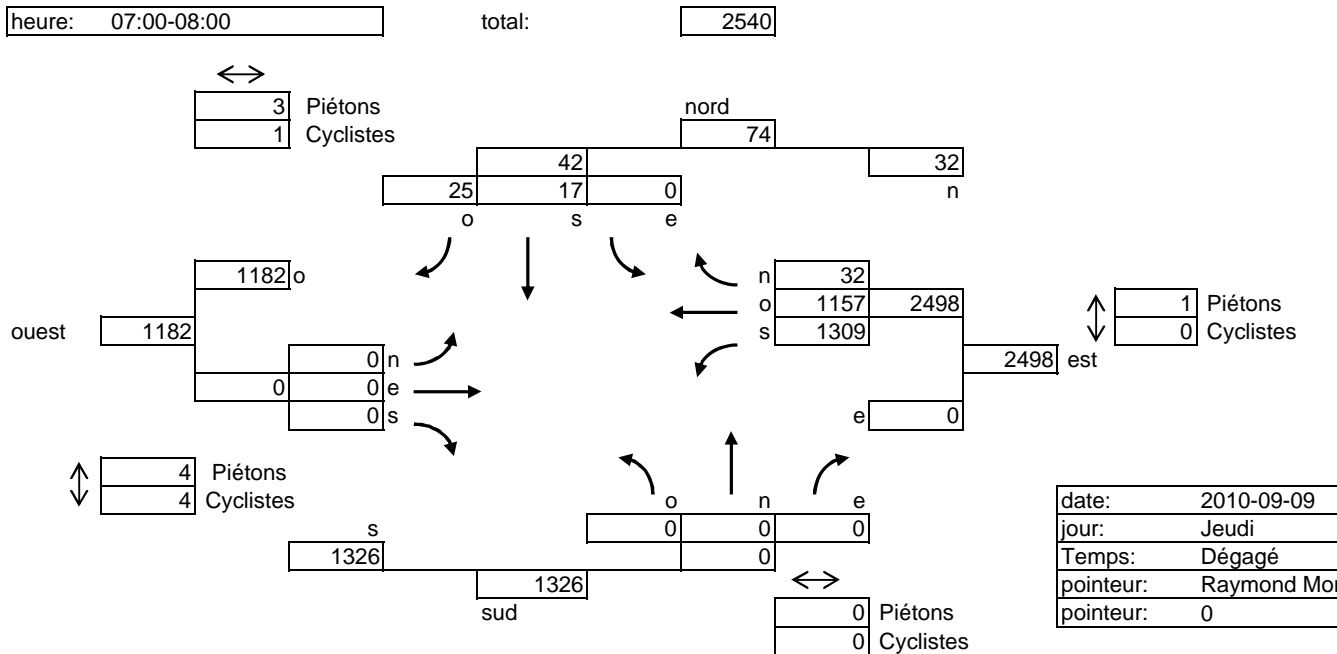 heure: 07:00-08:00 total: 2540
3 Piétons
1 Cyclistes
nord
74
42 32
25 17 0 n
o s e
1182 o
n 32
o 1157 2498
s 1309
1 Piétons
0 Cyclistes
ouest 1182
2498 est
0 n
0 0 e
0 s
e 0
4 Piétons
4 Cyclistes
o n e
0 0 0
0
s
1326
1326
sud
0 Piétons
0 Cyclistes
date: 2010-09-09
jour: Jeudi
Temps: Dégagé
pointeur: Raymond
pointeur: 0